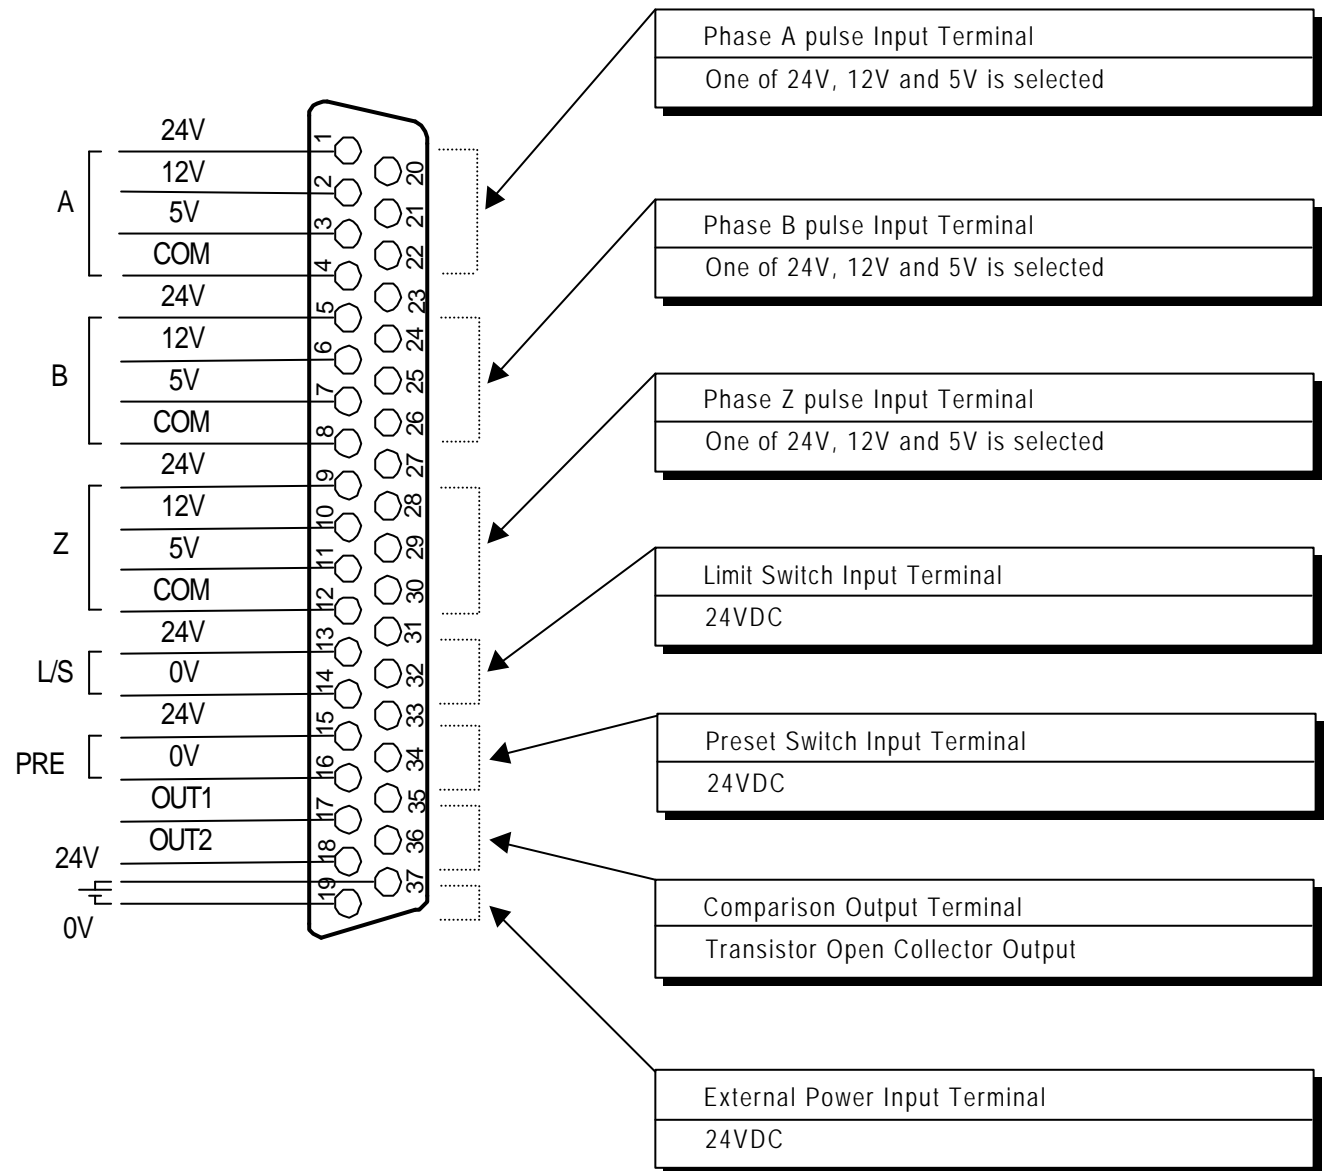 Phase A pulse Input Terminal
One of 24V, 12V and 5V is selected
Phase B pulse Input Terminal
One of 24V, 12V and 5V is selected
Phase Z pulse Input Terminal
One of 24V, 12V and 5V is selected
Limit Switch Input Terminal
24VDC
Preset Switch Input Terminal
24VDC
Comparison Output Terminal
Transistor Open Collector Output
External Power Input Terminal
24VDC
A
24V
12V
5V
COM
B
24V
12V
5V
COM
Z
24V
12V
5V
COM
L/S
24V
0V
PRE
24V
0V
OUT1
OUT2
24V
0V
1
2
3
4
5
6
7
8
9
10
11
12
13
14
15
16
17
18
19
20
21
22
23
24
25
26
27
28
29
30
31
32
33
34
35
36
37